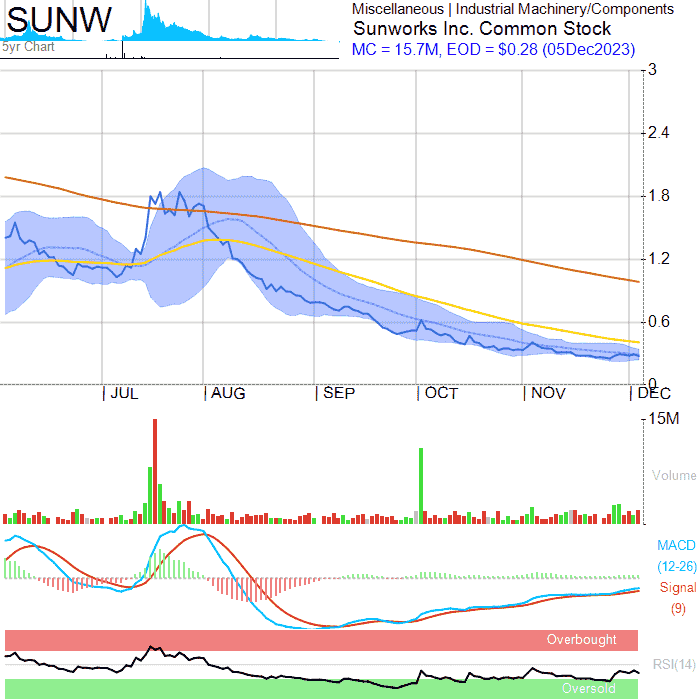 SUNW
5yr Chart
Miscellaneous | Industrial Machinery/Components
Sunworks Inc. Common Stock
MC = 15.7M, EOD = $0.28 (05Dec2023)
3
2.4
1.8
1.2
0.6
0
JUL
AUG
SEP
OCT
NOV
DEC
15M
Volume
MACD
(12-26)
Signal
(9)
Overbought
RSI(14)
Oversold